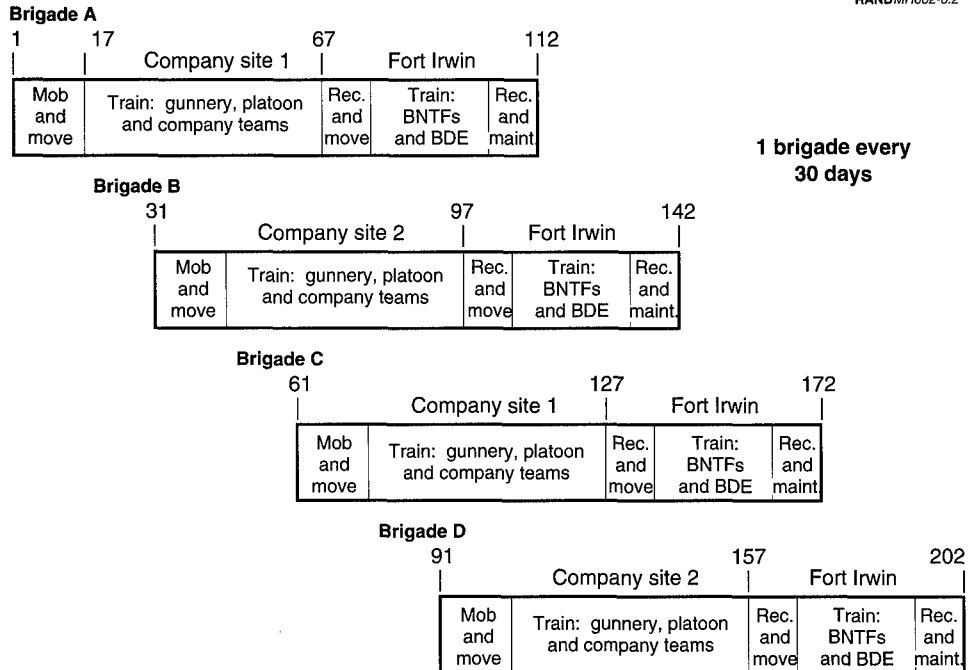 RANDMR662-6.2
Brigade A
1 17 67 112
Company site 1 Fort Irwin
Mob and move
Train: gunnery, platoon and company teams
Rec. and move
Train: BNTFs and BDE
Rec. and maint.
1 brigade every
30 days
Brigade B
31 97 142
Company site 2 Fort Irwin
Mob and move
Train: gunnery, platoon and company teams
Rec. and move
Train: BNTFs and BDE
Rec. and maint.
Brigade C
61 127 172
Company site 1 Fort Irwin
Mob and move
Train: gunnery, platoon and company teams
Rec. and move
Train: BNTFs and BDE
Rec. and maint.
Brigade D
91 157 202
Company site 2 Fort Irwin
Mob and move
Train: gunnery, platoon and company teams
Rec. and move
Train: BNTFs and BDE
Rec. and maint.